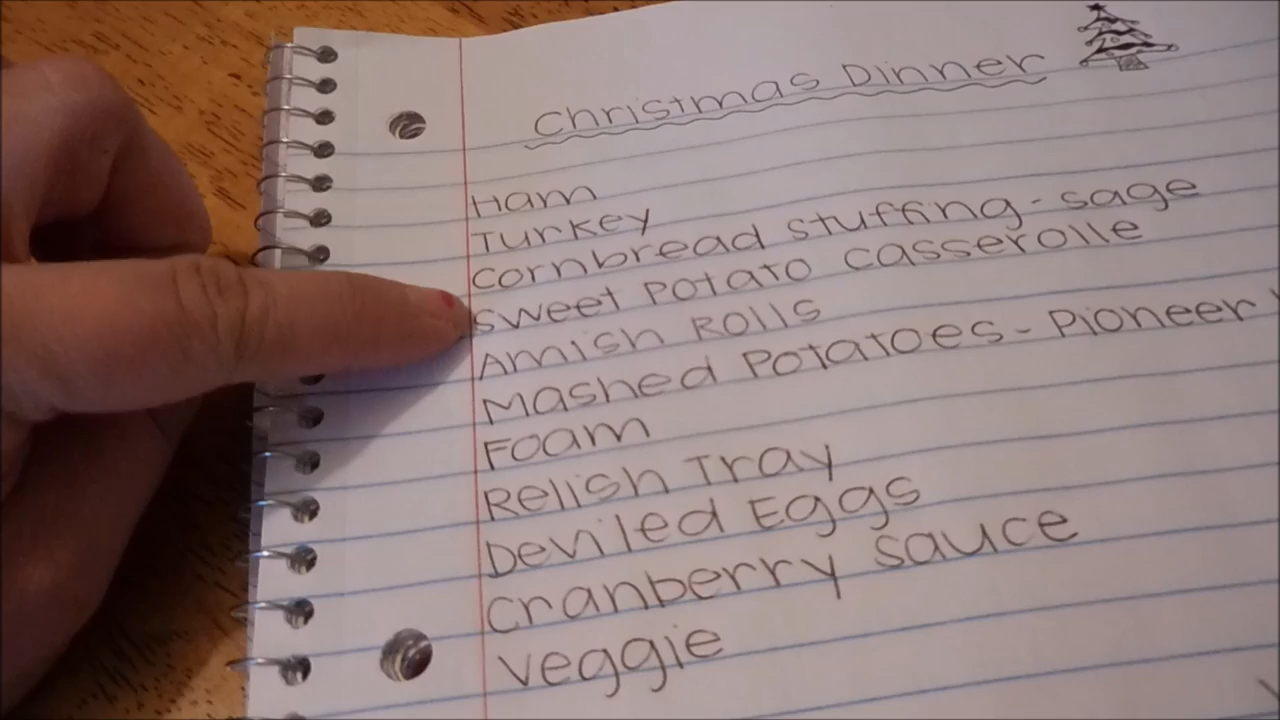 Christmas Dinner
Ham
Turkey
Cornbread stuffing - sage
Sweet Potato casserolle
Amish Rolls
Mashed Potatoes - Pioneer
Foam
Relish Tray
Deviled Eggs
Cranberry sauce
Veggie